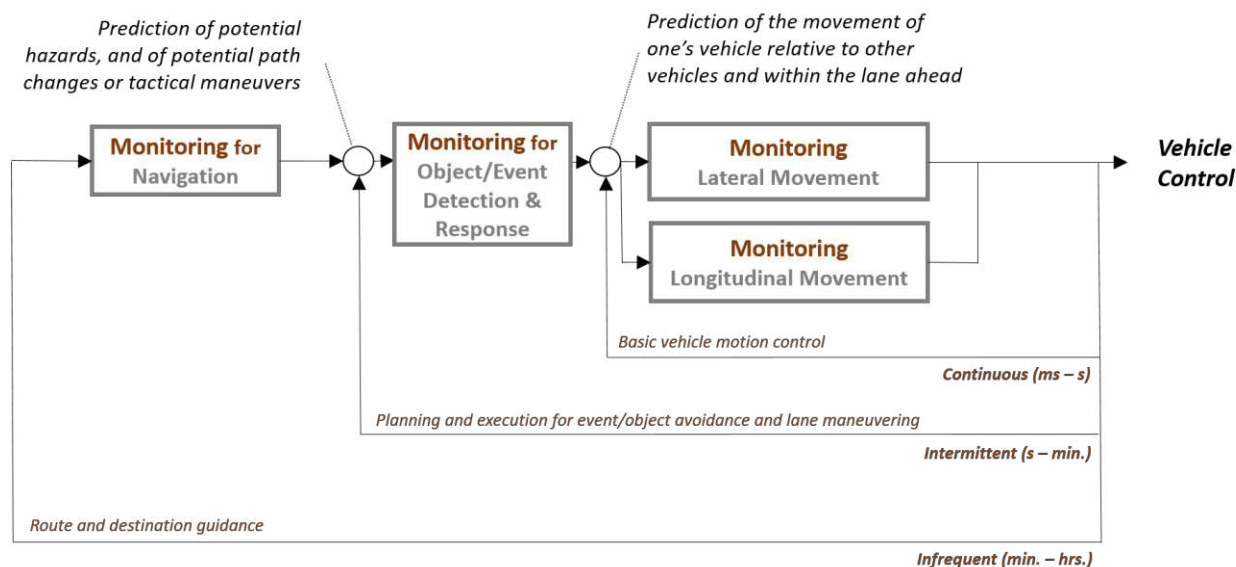 Prediction of potential
hazards, and of potential path
changes or tactical maneuvers
Prediction of the movement of
one's vehicle relative to other
vehicles and within the lane ahead
Monitoring for
Navigation
Monitoring for
Object/Event
Detection &
Response
Monitoring
Lateral Movement
Monitoring
Longitudinal Movement
Vehicle
Control
Basic vehicle motion control
Continuous (ms – s)
Planning and execution for event/object avoidance and lane maneuvering
Intermittent (s – min.)
Route and destination guidance
Infrequent (min. – hrs.)